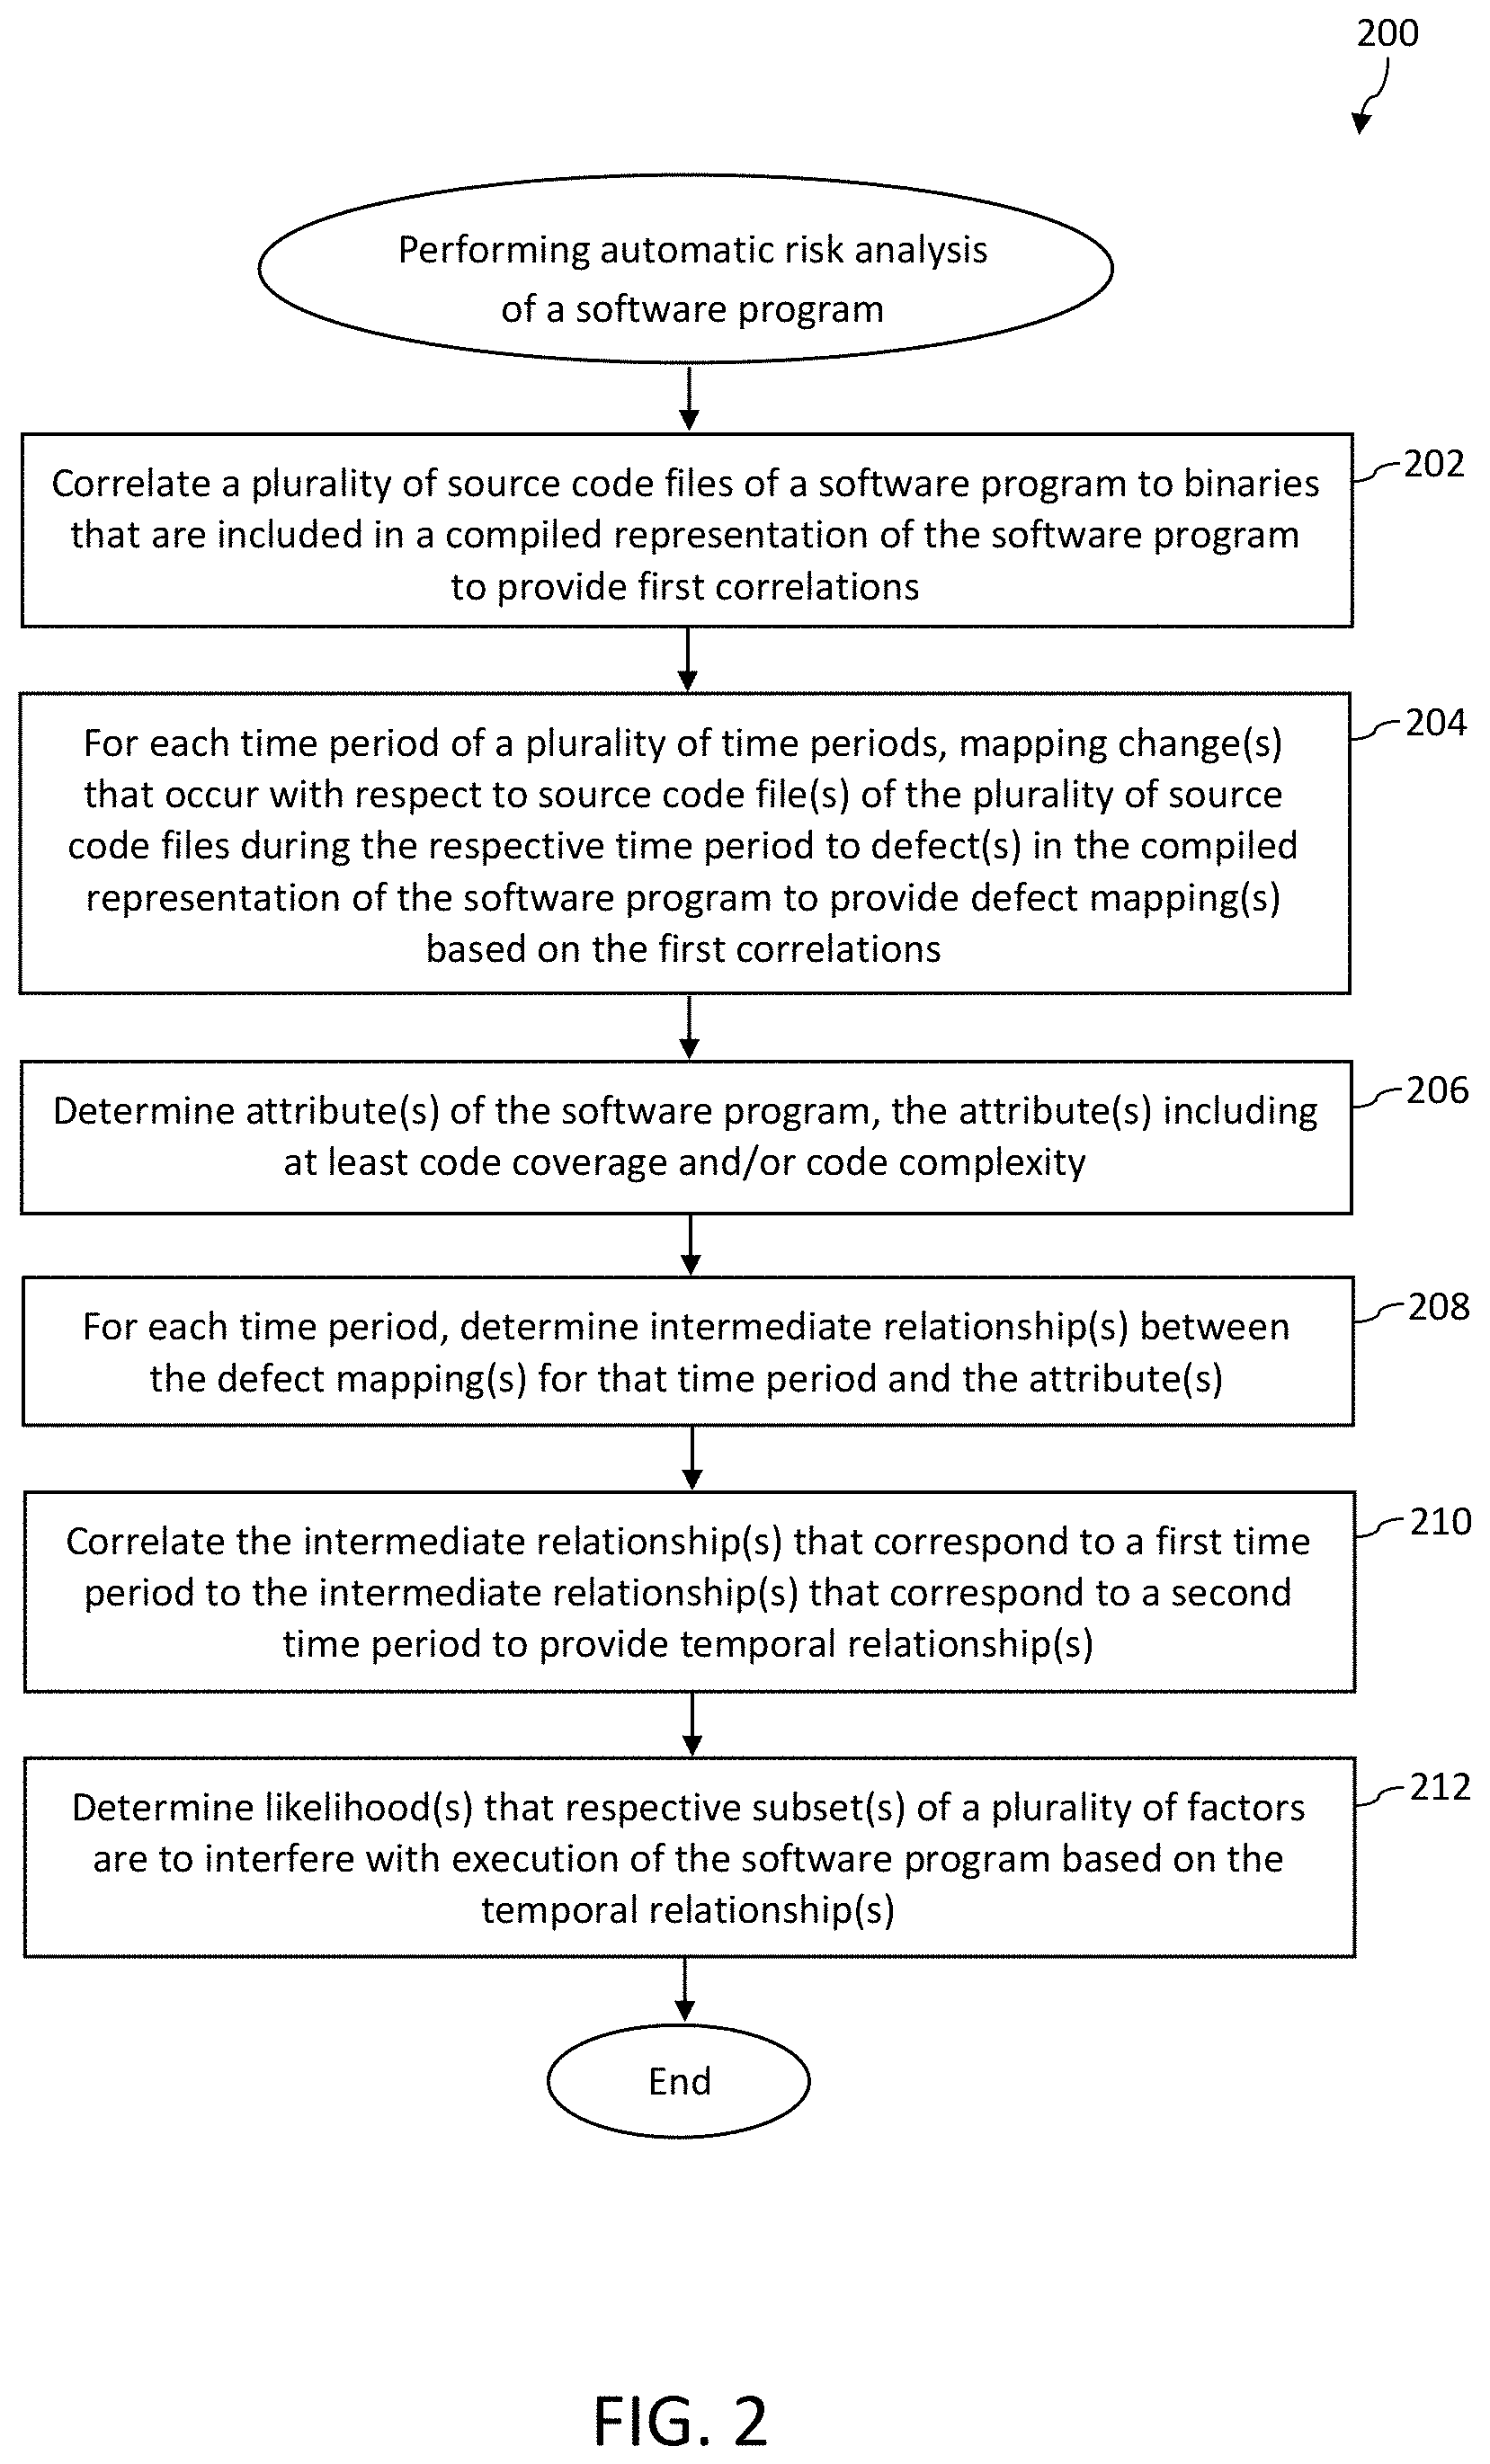 200
Performing automatic risk analysis
of a software program
202
Correlate a plurality of source code files of a software program to binaries
that are included in a compiled representation of the software program
to provide first correlations
204
For each time period of a plurality of time periods, mapping change(s)
that occur with respect to source code file(s) of the plurality of source
code files during the respective time period to defect(s) in the compiled
representation of the software program to provide defect mapping(s)
based on the first correlations
206
Determine attribute(s) of the software program, the attribute(s) including
at least code coverage and/or code complexity
208
For each time period, determine intermediate relationship(s) between
the defect mapping(s) for that time period and the attribute(s)
210
Correlate the intermediate relationship(s) that correspond to a first time
period to the intermediate relationship(s) that correspond to a second
time period to provide temporal relationship(s)
212
Determine likelihood(s) that respective subset(s) of a plurality of factors
are to interfere with execution of the software program based on the
temporal relationship(s)
End
FIG. 2